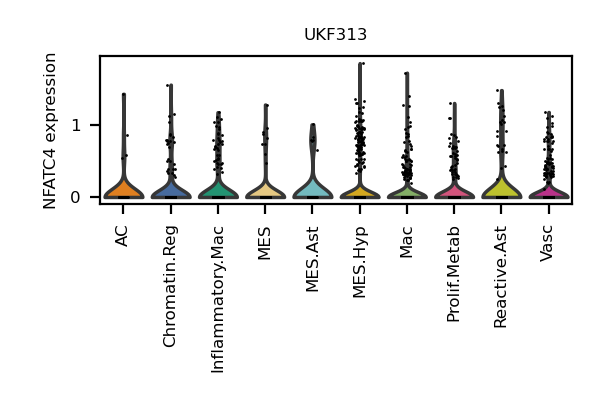 UKF313
NFATC4 expression
1
0
AC
Chromatin.Reg
Inflammatory.Mac
MES
MES.Ast
MES.Hyp
Mac
Prolif.Metab
Reactive.Ast
Vasc